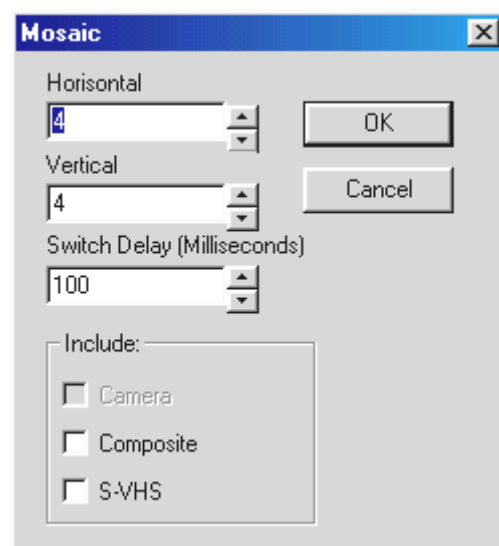 Mosaic
Horisontal
4
OK
Vertical
4
Cancel
Switch Delay (Milliseconds)
100
Include:
Camera
Composite
S-VHS